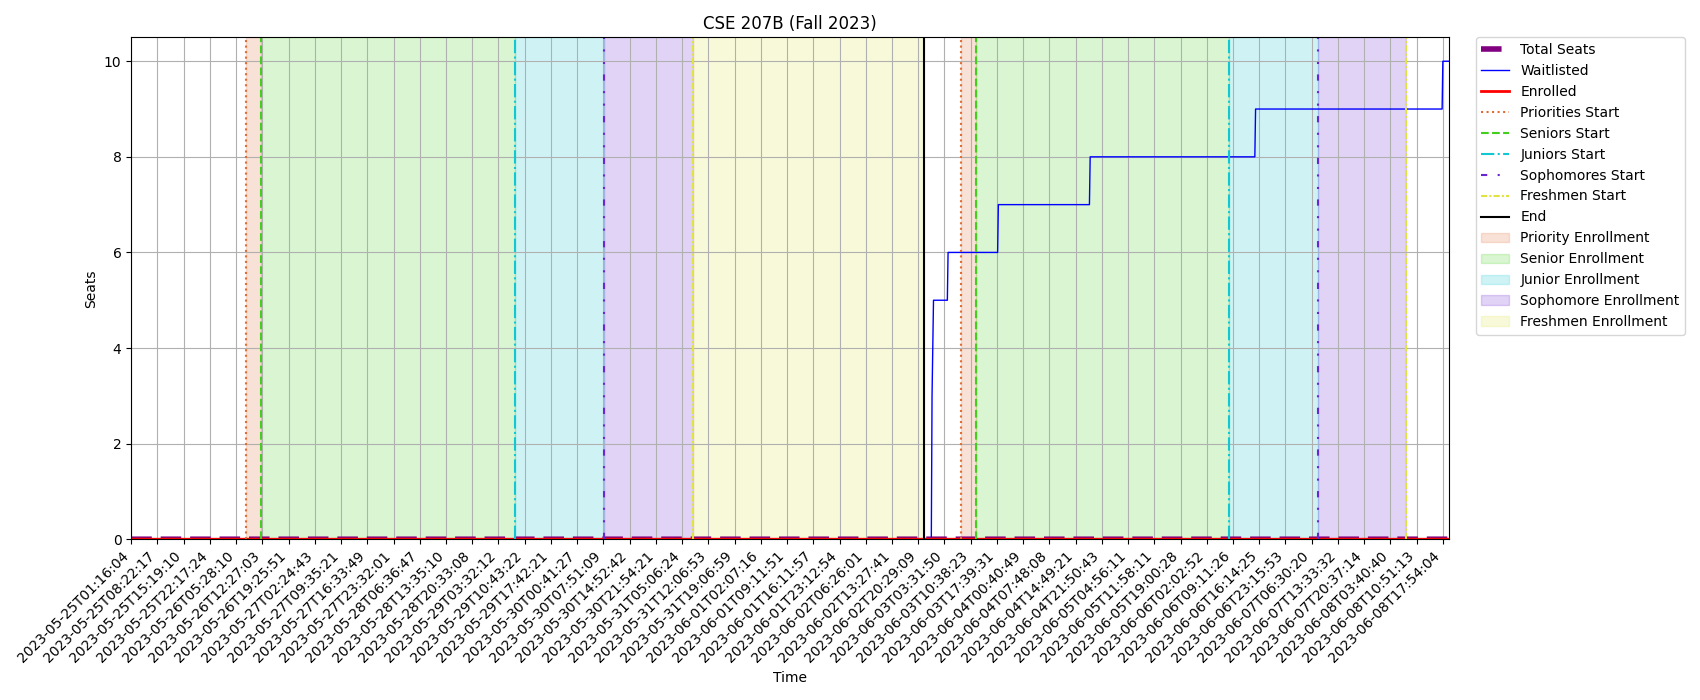 CSE 207B (Fall 2023)
Seats
10
8
6
4
2
0
2023-05-25T01:16:04
2023-05-25T08:22:17
2023-05-25T15:19:10
2023-05-25T22:17:24
2023-05-26T05:28:10
2023-05-26T12:27:03
2023-05-26T19:25:51
2023-05-27T02:24:43
2023-05-27T09:35:21
2023-05-27T16:33:49
2023-05-27T23:32:01
2023-05-28T06:36:47
2023-05-28T13:35:10
2023-05-28T20:33:08
2023-05-29T03:32:12
2023-05-29T10:43:22
2023-05-29T17:42:21
2023-05-30T00:41:27
2023-05-30T07:51:09
2023-05-30T14:52:42
2023-05-30T21:54:21
2023-05-31T05:06:24
2023-05-31T12:06:53
2023-05-31T19:06:59
2023-06-01T02:07:16
2023-06-01T09:11:51
2023-06-01T16:11:57
2023-06-01T23:12:54
2023-06-02T06:26:01
2023-06-02T13:27:41
2023-06-02T20:29:09
2023-06-03T03:31:50
2023-06-03T10:38:23
2023-06-03T17:39:31
2023-06-04T00:40:49
2023-06-04T07:48:08
2023-06-04T14:49:21
2023-06-04T21:50:43
2023-06-05T04:56:11
2023-06-05T11:58:11
2023-06-05T19:00:28
2023-06-06T02:02:52
2023-06-06T09:11:26
2023-06-06T16:14:25
2023-06-06T23:15:53
2023-06-07T06:30:20
2023-06-07T13:33:32
2023-06-07T20:37:14
2023-06-08T03:40:40
2023-06-08T10:51:13
2023-06-08T17:54:04
Time
Total Seats
Waitlisted
Enrolled
Priorities Start
Seniors Start
Juniors Start
Sophomores Start
Freshmen Start
End
Priority Enrollment
Senior Enrollment
Junior Enrollment
Sophomore Enrollment
Freshmen Enrollment